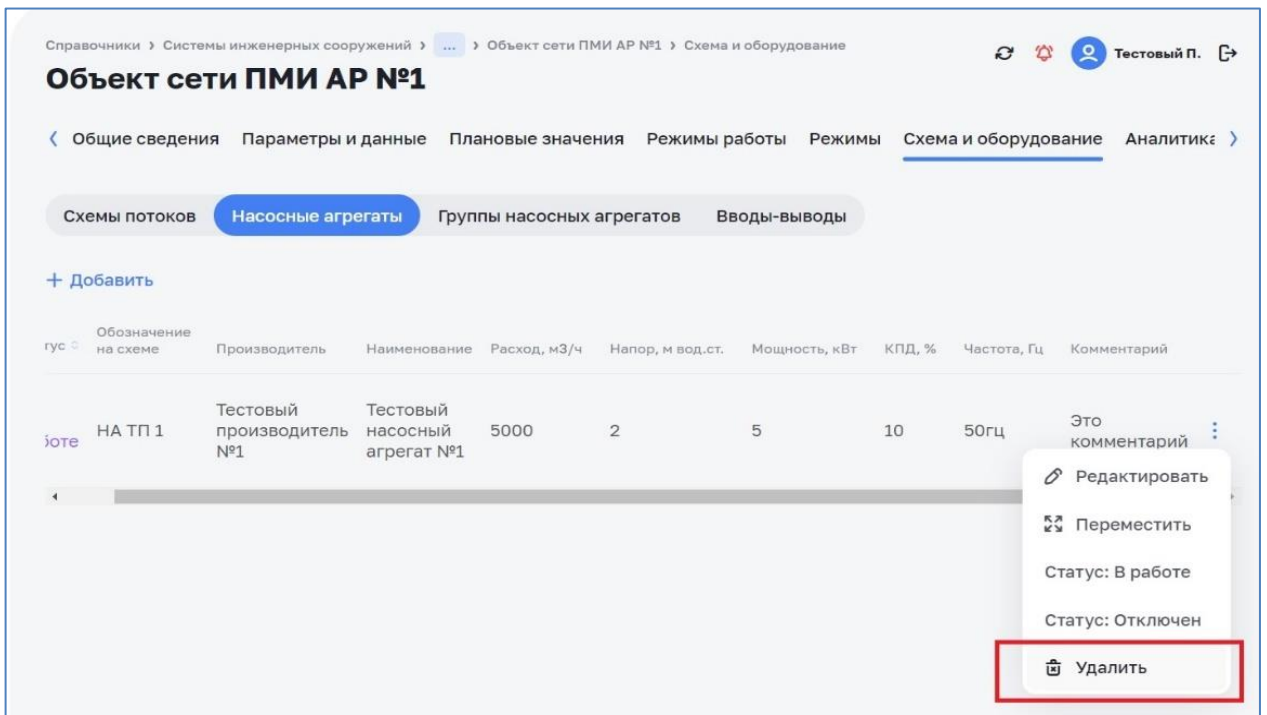 Справочники › Системы инженерных сооружений › ... › Объект сети ПМИ АР №1 › Схема и оборудование
Тестовый П.
Объект сети ПМИ АР №1
Общие сведения Параметры и данные Плановые значения Режимы работы Режимы Схема и оборудование Аналитика
Схемы потоков Насосные агрегаты Группы насосных агрегатов Вводы-выводы
+ Добавить
Обозначение
тус на схеме Производитель Наименование Расход, м3/ч Напор, м вод.ст. Мощность, кВт КПД, % Частота, Гц Комментарий
Тестовый Тестовый Это
боте НА ТП 1 производитель насосный 5000 2 5 10 50гц комментарий
№1 агрегат №1
Редактировать
Переместить
Статус: В работе
Статус: Отключен
Удалить